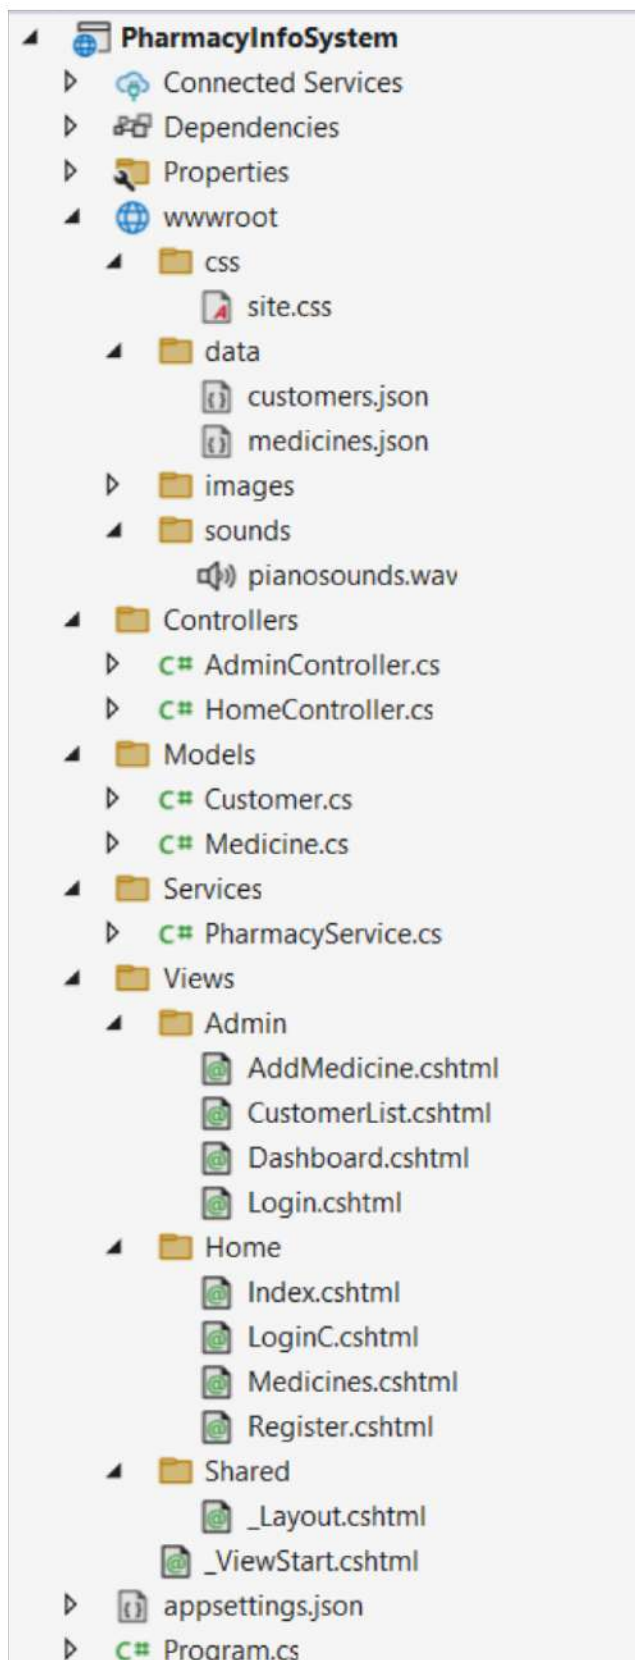 PharmacyInfoSystem
Connected Services
Dependencies
Properties
wwwroot
css
site.css
data
customers.json
medicines.json
images
sounds
pianosounds.wav
Controllers
C# AdminController.cs
C# HomeController.cs
Models
C# Customer.cs
C# Medicine.cs
Services
C# PharmacyService.cs
Views
Admin
AddMedicine.cshtml
CustomerList.cshtml
Dashboard.cshtml
Login.cshtml
Home
Index.cshtml
LoginC.cshtml
Medicines.cshtml
Register.cshtml
Shared
_Layout.cshtml
_ViewStart.cshtml
appsettings.json
C# Program.cs